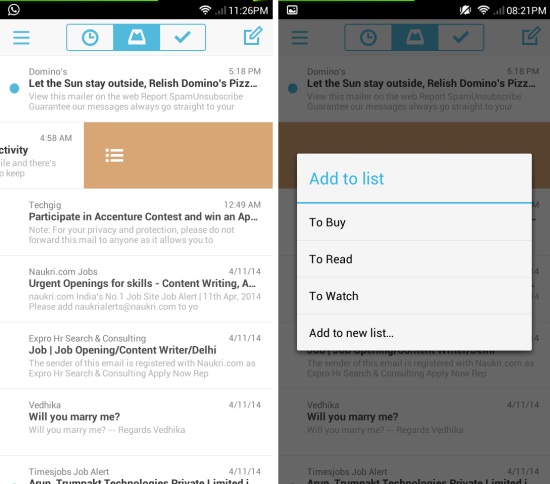 11:26PM
Domino's 5:18 PM
Let the Sun stay outside, Relish Domino's Pizz...
View this mailer on the web Report SpamUnsubscribe
Guarantee our messages always go straight to your
4:58 AM
ctivity
ile and there's
o keep
Techgig 12:49 AM
Participate in Accenture Contest and win an Ap...
Note: For your privacy and protection, please do not
forward this mail to anyone as it allows you to
Naukri.com Jobs 4/11/14
Urgent Openings for skills - Content Writing, A...
naukri.com India's No.1 Job Site Job Alert | 11th Apr, 2014
Please add naukrialerts@naukri.com to yo
Expro Hr Search & Consulting 4/11/14
Job | Job Opening/Content Writer/Delhi
The sender of this email is registered with Naukri.com as
Expro Hr Search & Consulting Apply Now Rep
Vedhika 4/11/14
Will you marry me?
Will you marry me? -- Regards Vedhika
Timesjobs Job Alert 4/11/14
Arun, Trumpakt Technologies Private Limited i
08:21PM
Domino's 5:18 PM
Let the Sun stay outside, Relish Domino's Pizz...
View this mailer on the web Report SpamUnsubscribe
Guarantee our messages always go straight to your
Add to list
To Buy
To Read
To Watch
Add to new list...
Job | Job Opening/Content Writer/Delhi
The sender of this email is registered with Naukri.com as
Expro Hr Search & Consulting Apply Now Rep
Vedhika 4/11/14
Will you marry me?
Will you marry me? -- Regards Vedhika
Timesjobs Job Alert 4/11/14
Arun, Trumpakt Technologies Private Limited i